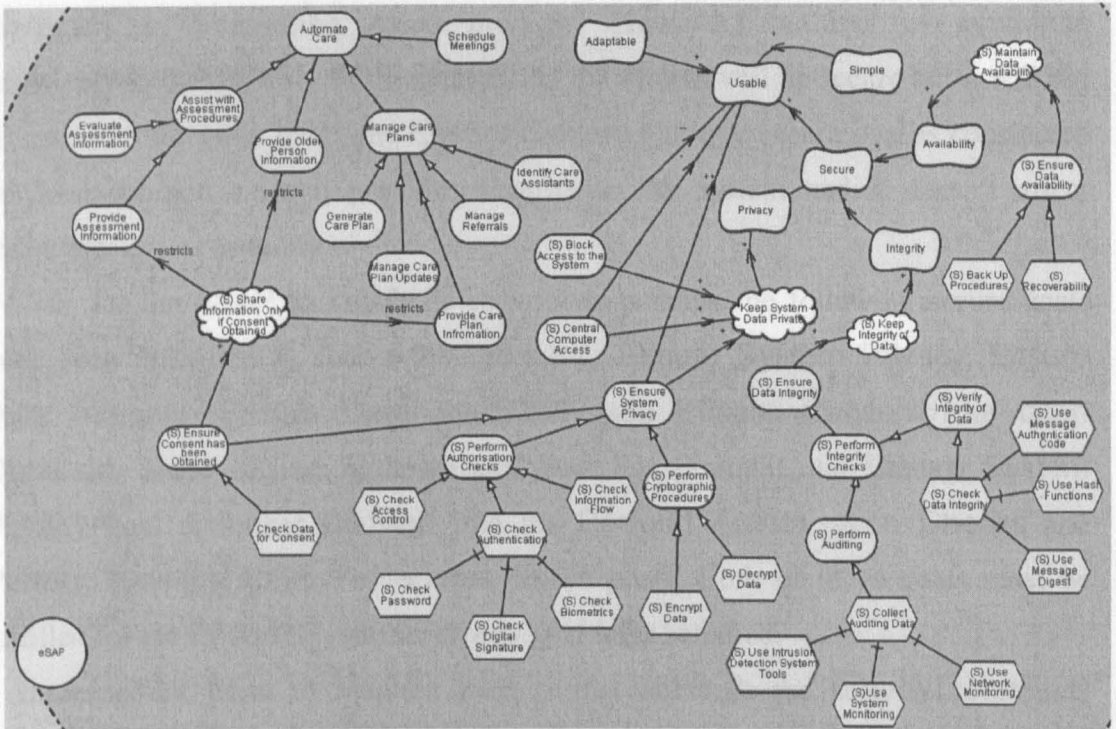 Automate
Care
Schedule
Meetings
Adaptable
Usable
Simple
(S) Maintain
Data
Availability
Assist with
Assessment
Procedures
Evaluate
Assessment
Information
Provide Older
Person
Information
Manage Care
Plans
Identify Care
Assistants
Availability
Secure
(S) Ensure
Data
Availability
Provide
Assessment
Information
restricts
restricts
Generate
Care Plan
Manage
Referrals
Privacy
Integrity
(S) Block
Access to the
System
Manage Care
Plan Updates
(S) Back Up
Procedures
(S)
Recoverability
(S) Share
Information Only
if Consent
Obtained
restricts
Provide Care
Plan
Infromation
Keep System
Data Private
(S) Central
Computer
Access
(S) Keep
Integrity of
Data
(S) Ensure
System
Privacy
(S) Ensure
Data Integrity
(S) Verify
Integrity of
Data
(S) Use
Message
Authentication
Code
(S) Ensure
Consent has
been
Obtained
(S) Perform
Authorisation
Checks
(S) Perform
Integrity
Checks
(S) Perform
Cryptographic
Procedures
(S) Check
Access
Control
(S) Check
Information
Flow
(S) Check
Data Integrity
(S) Use Hash
Functions
Check Data
for Consent
(S) Check
Authentication
(S) Perform
Auditing
(S) Use
Message
Digest
(S) Check
Password
(S) Check
Biometrics
(S) Decrypt
Data
(S) Encrypt
Data
(S) Collect
Auditing Data
(S) Check
Digital
Signature
eSAP
(S) Use Intrusion
Detection System
Tools
(S)Use
System
Monitoring
(S) Use
Network
Monitoring